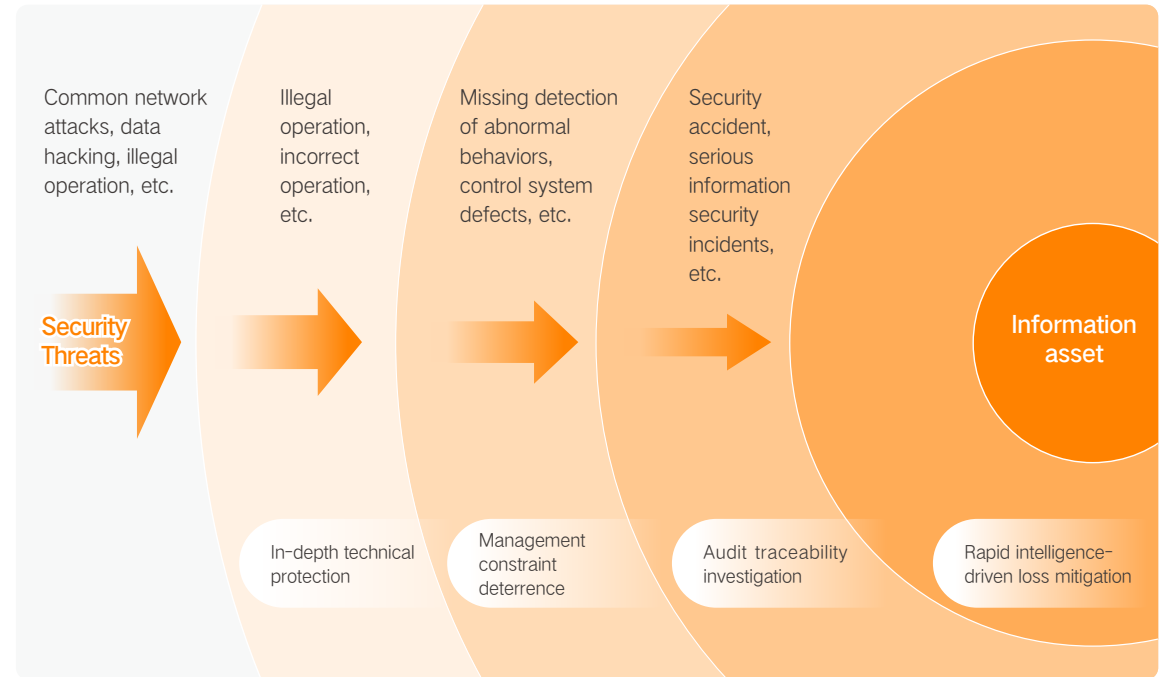 Common network
attacks, data
hacking, illegal
operation, etc.
Illegal
operation,
incorrect
operation,
etc.
Missing detection
of abnormal
behaviors,
control system
defects, etc.
Security
accident,
serious
information
security
incidents,
etc.
Security
Threats
Information
asset
In-depth technical
protection
Management
constraint
deterrence
Audit traceability
investigation
Rapid intelligence-
driven loss mitigation